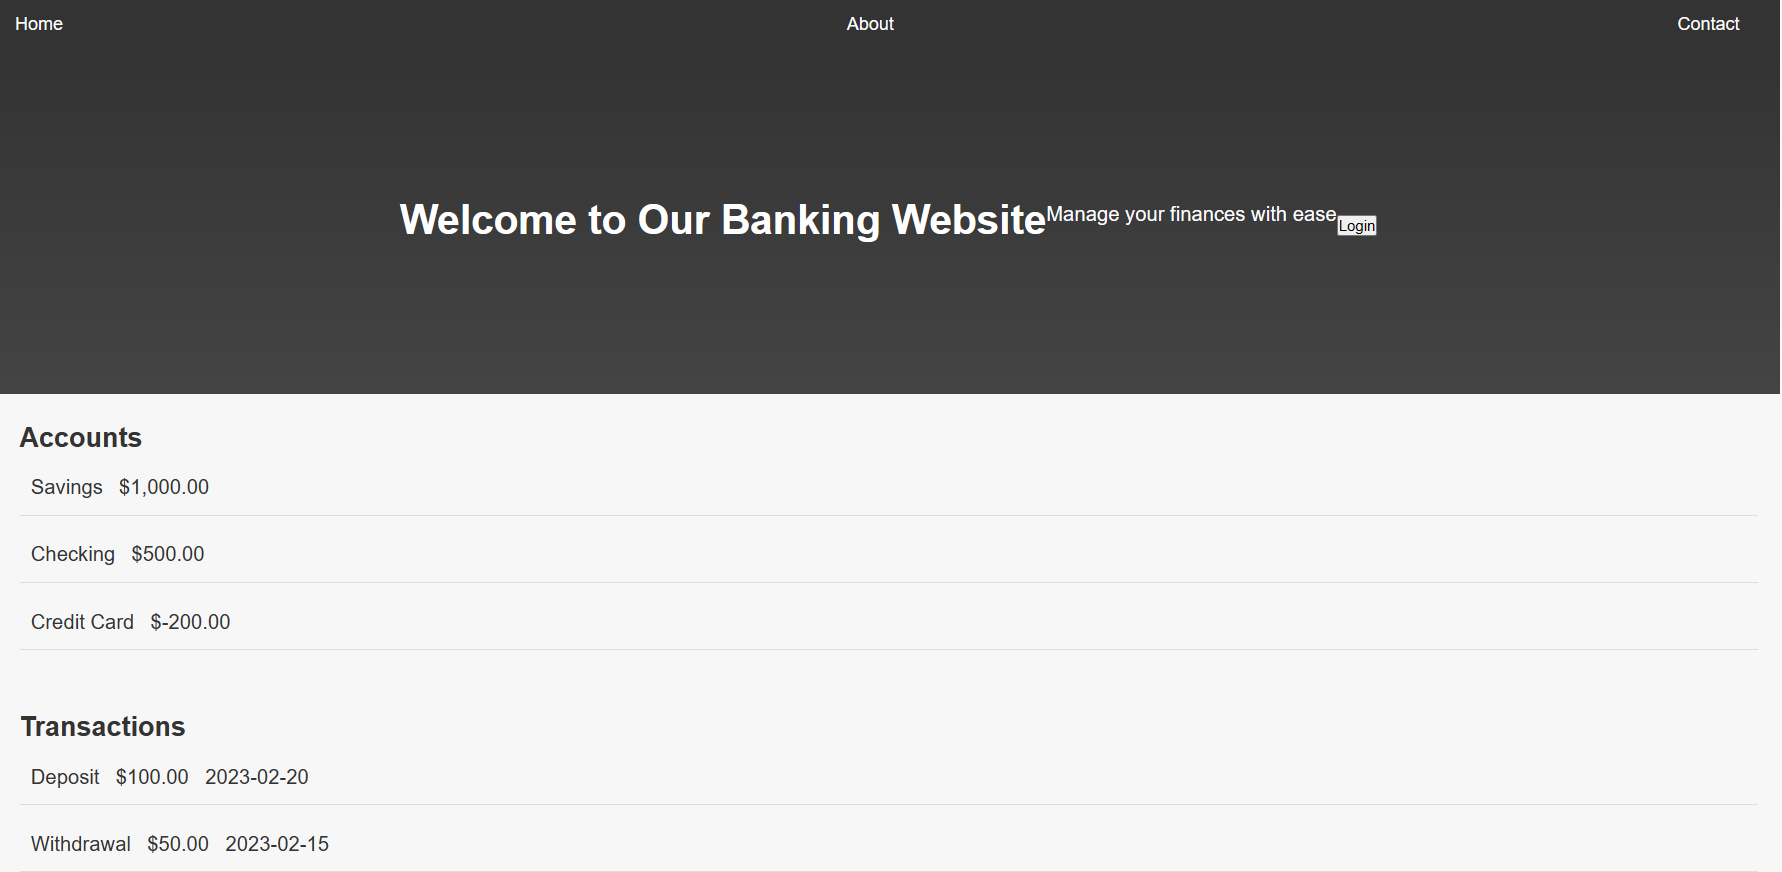 Home About Contact
Welcome to Our Banking Website Manage your finances with ease Login
Accounts
Savings $1,000.00
Checking $500.00
Credit Card $-200.00
Transactions
Deposit $100.00 2023-02-20
Withdrawal $50.00 2023-02-15